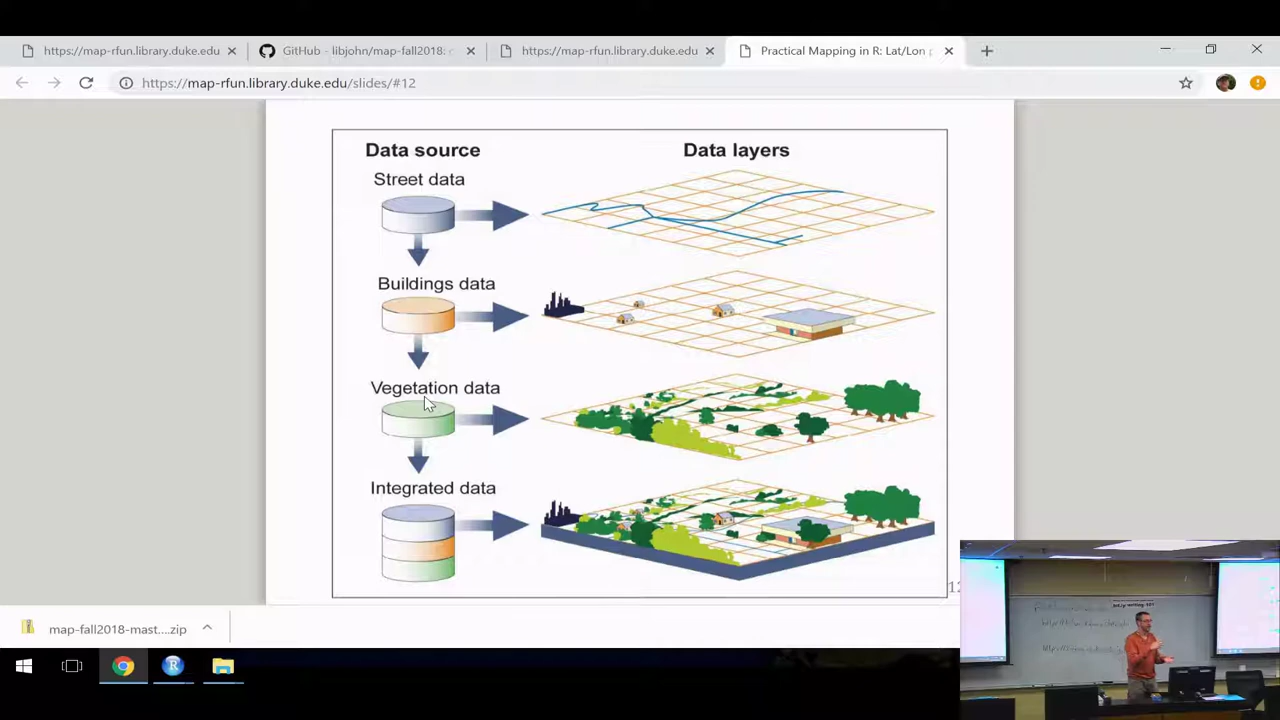 https://map-rfun.library.duke.edu
GitHub - libjohn/map-fall2018:
https://map-rfun.library.duke.edu
Practical Mapping in R: Lat/Lon
https://map-rfun.library.duke.edu/slides/#12
Data source
Data layers
Street data
Buildings data
Vegetation data
Integrated data
12
map-fall2018-mast....zip